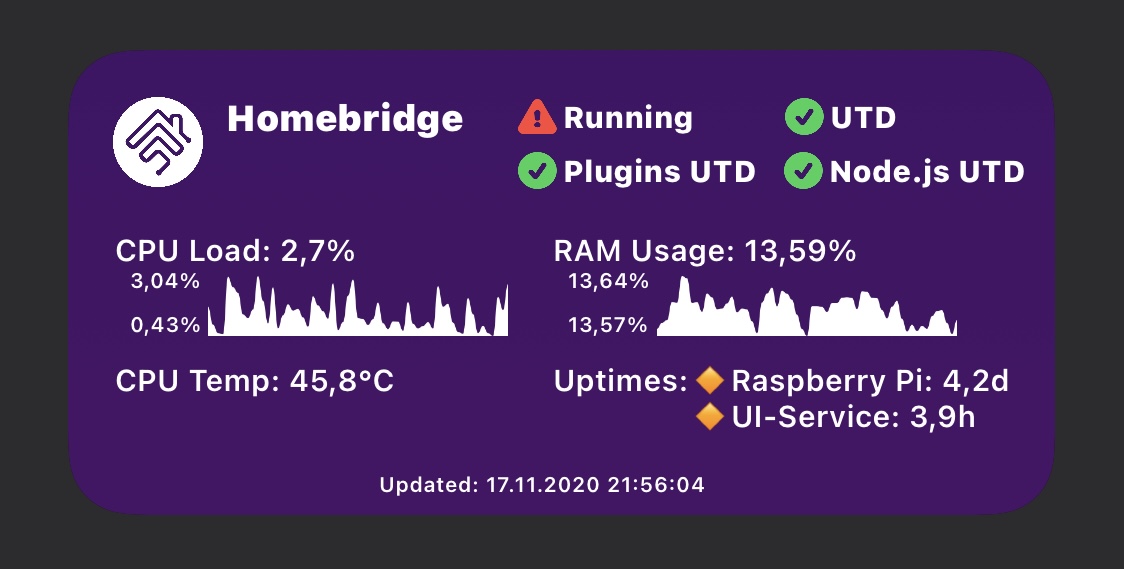 Homebridge
Running
UTD
Plugins UTD
Node.js UTD
CPU Load: 2,7%
3,04%
0,43%
RAM Usage: 13,59%
13,64%
13,57%
CPU Temp: 45,8°C
Uptimes: 🔶 Raspberry Pi: 4,2d
🔶 UI-Service: 3,9h
Updated: 17.11.2020 21:56:04